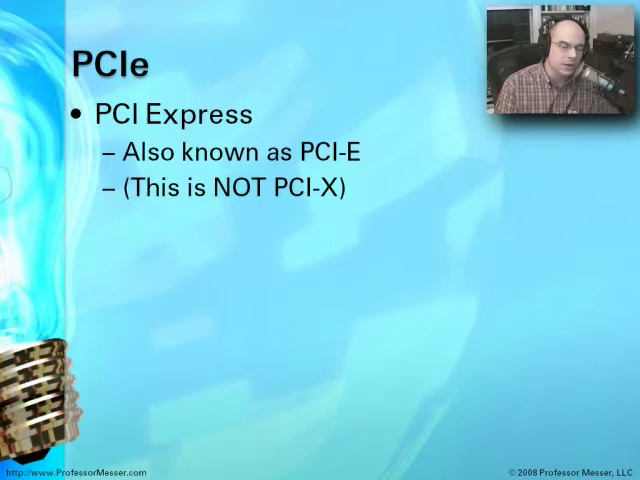 PCIe
• PCI Express
– Also known as PCI-E
– (This is NOT PCI-X)
http://www.ProfessorMesser.com
© 2008 Professor Messer, LLC